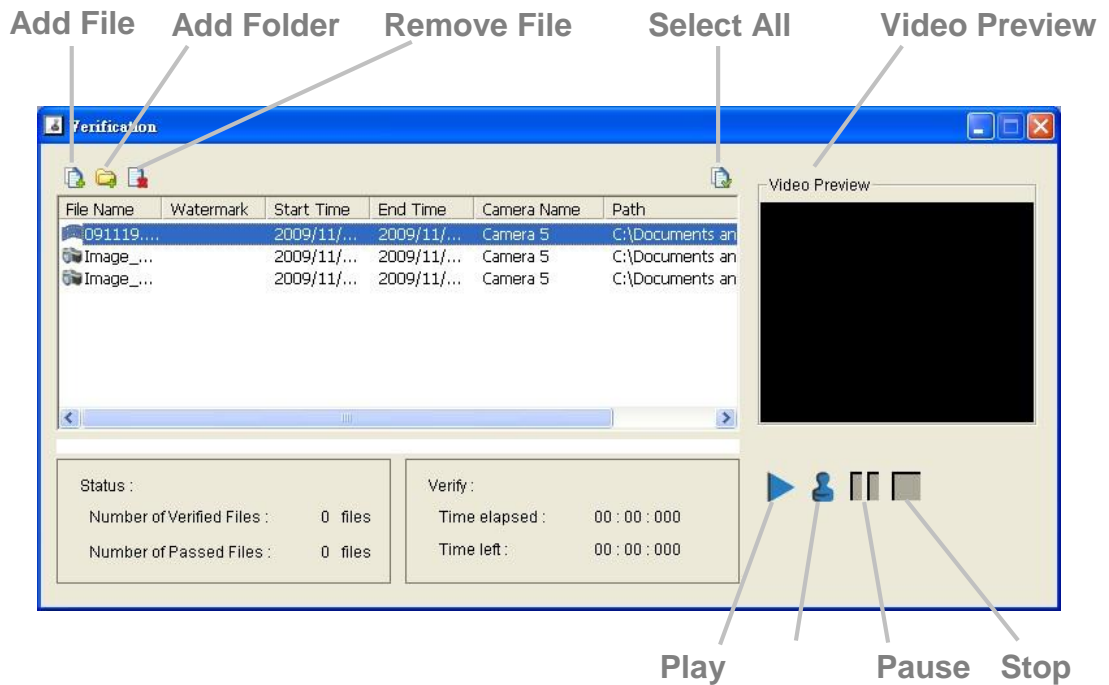 Add File Add Folder Remove File Select All Video Preview
Verification
Video Preview
File Name Watermark Start Time End Time Camera Name Path
091119.... 2009/11/... 2009/11/... Camera 5 C:\Documents an
Image_... 2009/11/... 2009/11/... Camera 5 C:\Documents an
Image_... 2009/11/... 2009/11/... Camera 5 C:\Documents an
Status : Verify :
Number of Verified Files : 0 files Time elapsed : 00 : 00 : 000
Number of Passed Files : 0 files Time left : 00 : 00 : 000
Play Pause Stop